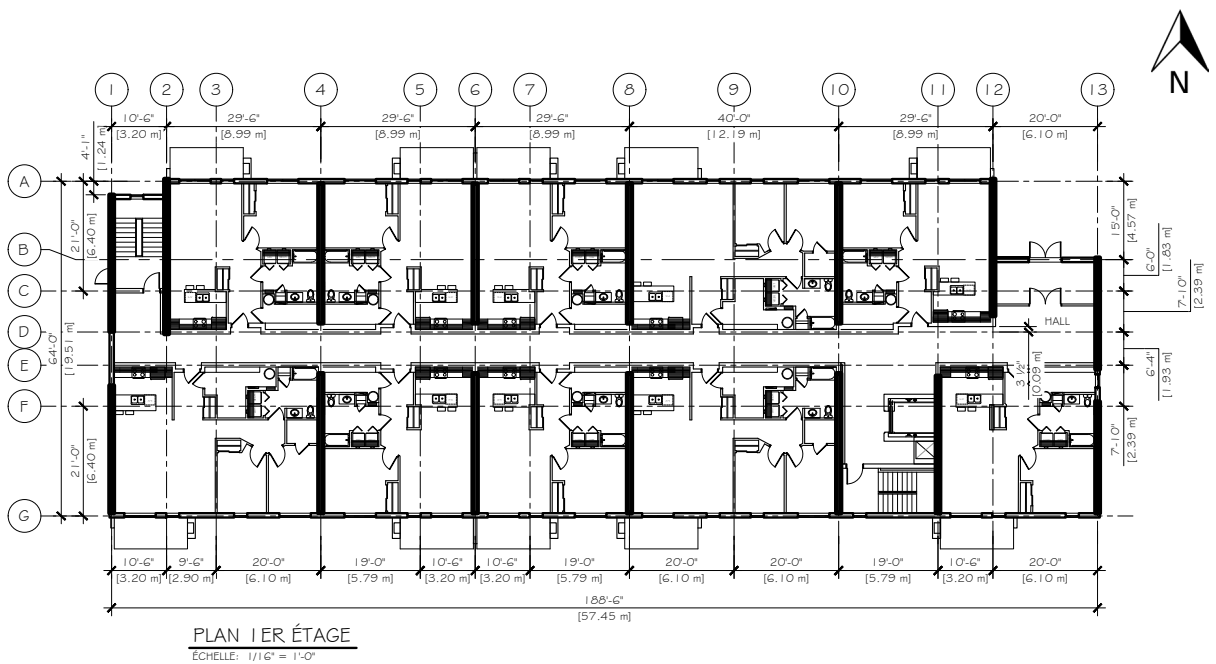 N
1 2 3 4 5 6 7 8 9 10 11 12 13
10'-6" 29'-6" 29'-6" 29'-6" 40'-0" 29'-6" 20'-0"
[3.20 m] [8.99 m] [8.99 m] [8.99 m] [12.19 m] [8.99 m] [6.10 m]
4'-1"
[1.24 m]
A
B
C
D
E
F
G
21'-0"
[6.40 m]
64'-0"
[19.51 m]
21'-0"
[6.40 m]
15'-0"
[4.57 m]
6'-0"
[1.83 m]
7'-10"
[2.39 m]
HALL
3 ½"
[0.09 m]
6'-4"
[1.93 m]
7'-10"
[2.39 m]
10'-6" 9'-6" 20'-0" 19'-0" 10'-6" 10'-6" 19'-0" 20'-0" 20'-0" 19'-0" 10'-6" 20'-0"
[3.20 m] [2.90 m] [6.10 m] [5.79 m] [3.20 m] [3.20 m] [5.79 m] [6.10 m] [6.10 m] [5.79 m] [3.20 m] [6.10 m]
188'-6"
[57.45 m]
PLAN 1ER ÉTAGE
ÉCHELLE: 1/16" = 1'-0"